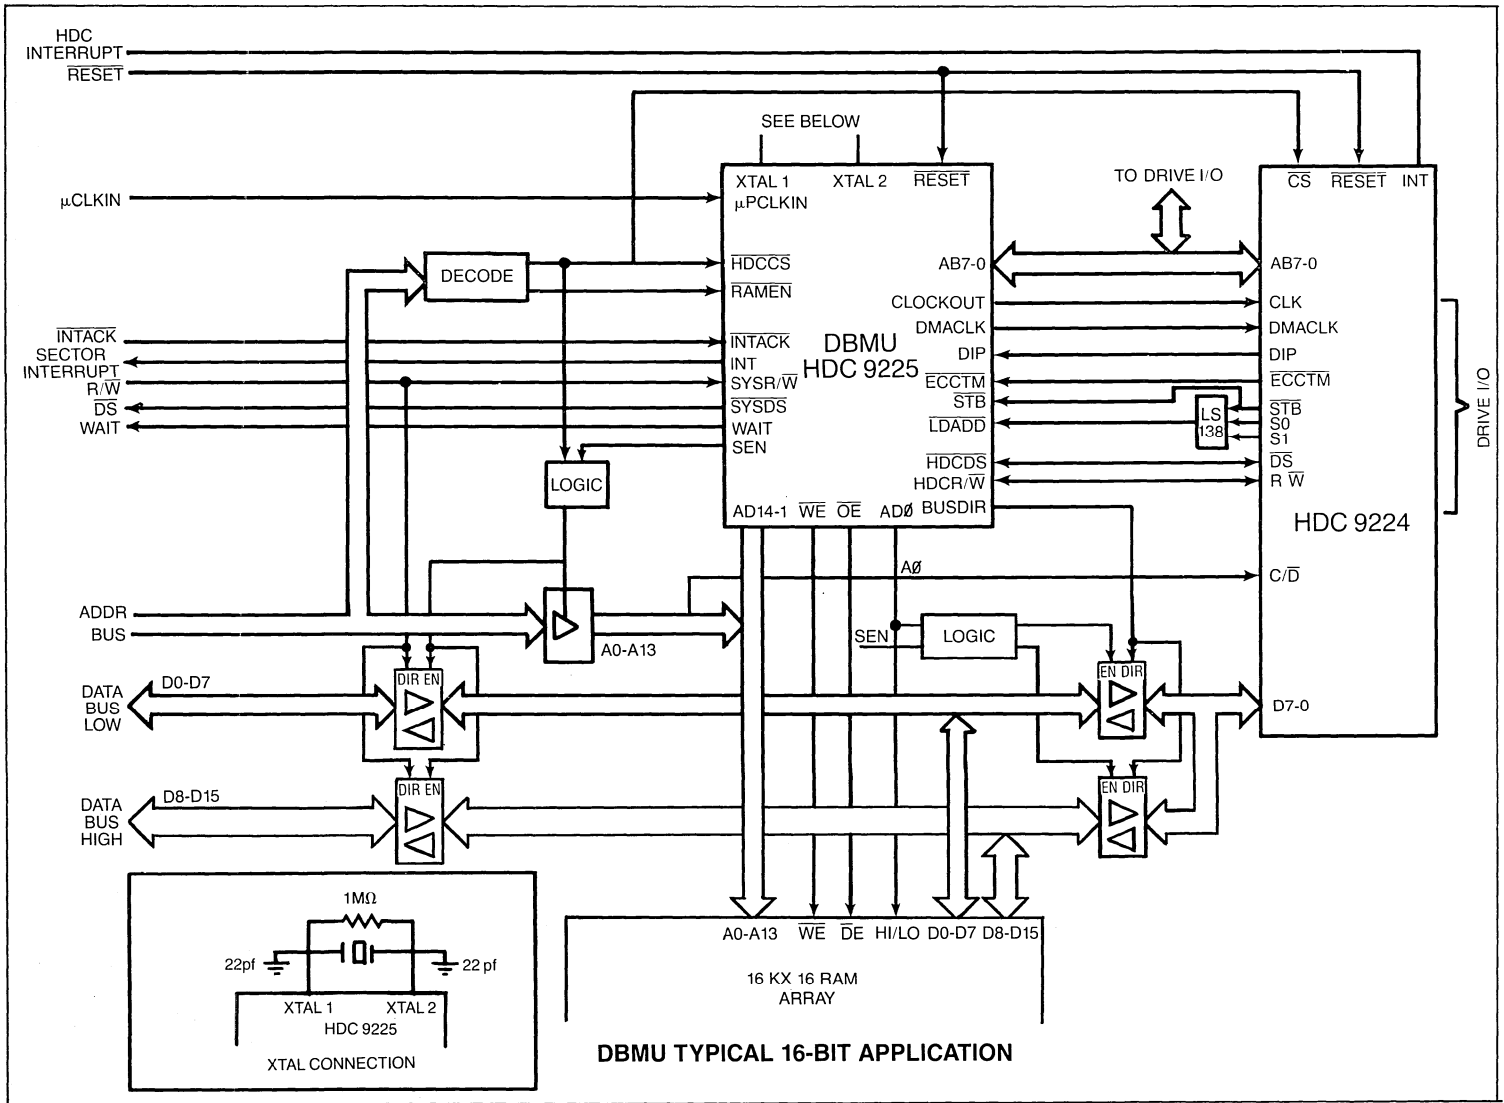 HDC
INTERRUPT
RESET
SEE BELOW
XTAL 1 XTAL 2 RESET
μCLKIN
μPCLKIN
TO DRIVE I/O
CS RESET INT
DECODE
HDCCS
RAMEN
AB7-0
AB7-0
CLOCKOUT
CLK
DMACLK
DMACLK
INTACK
INTACK
DBMU
HDC 9225
DIP
DIP
SECTOR
INTERRUPT
INT
R/W
SYSR/W
ECCTM
ECCTM
DS
SYSDS
STB
STB
WAIT
WAIT
LDADD
LS
138
S0
S1
SEN
HDCDS
DS
LOGIC
HDCR/W
R W
DRIVE I/O
AD14-1 WE OE ADØ BUSDIR
HDC 9224
AØ
C/D
ADDR
BUS
A0-A13
SEN
LOGIC
DIR EN
EN DIR
D0-D7
DATA
BUS
LOW
D7-0
DIR EN
EN DIR
D8-D15
DATA
BUS
HIGH
1MΩ
22pf
22 pf
XTAL 1 XTAL 2
HDC 9225
XTAL CONNECTION
A0-A13 WE DE HI/LO D0-D7 D8-D15
16 KX 16 RAM
ARRAY
DBMU TYPICAL 16-BIT APPLICATION